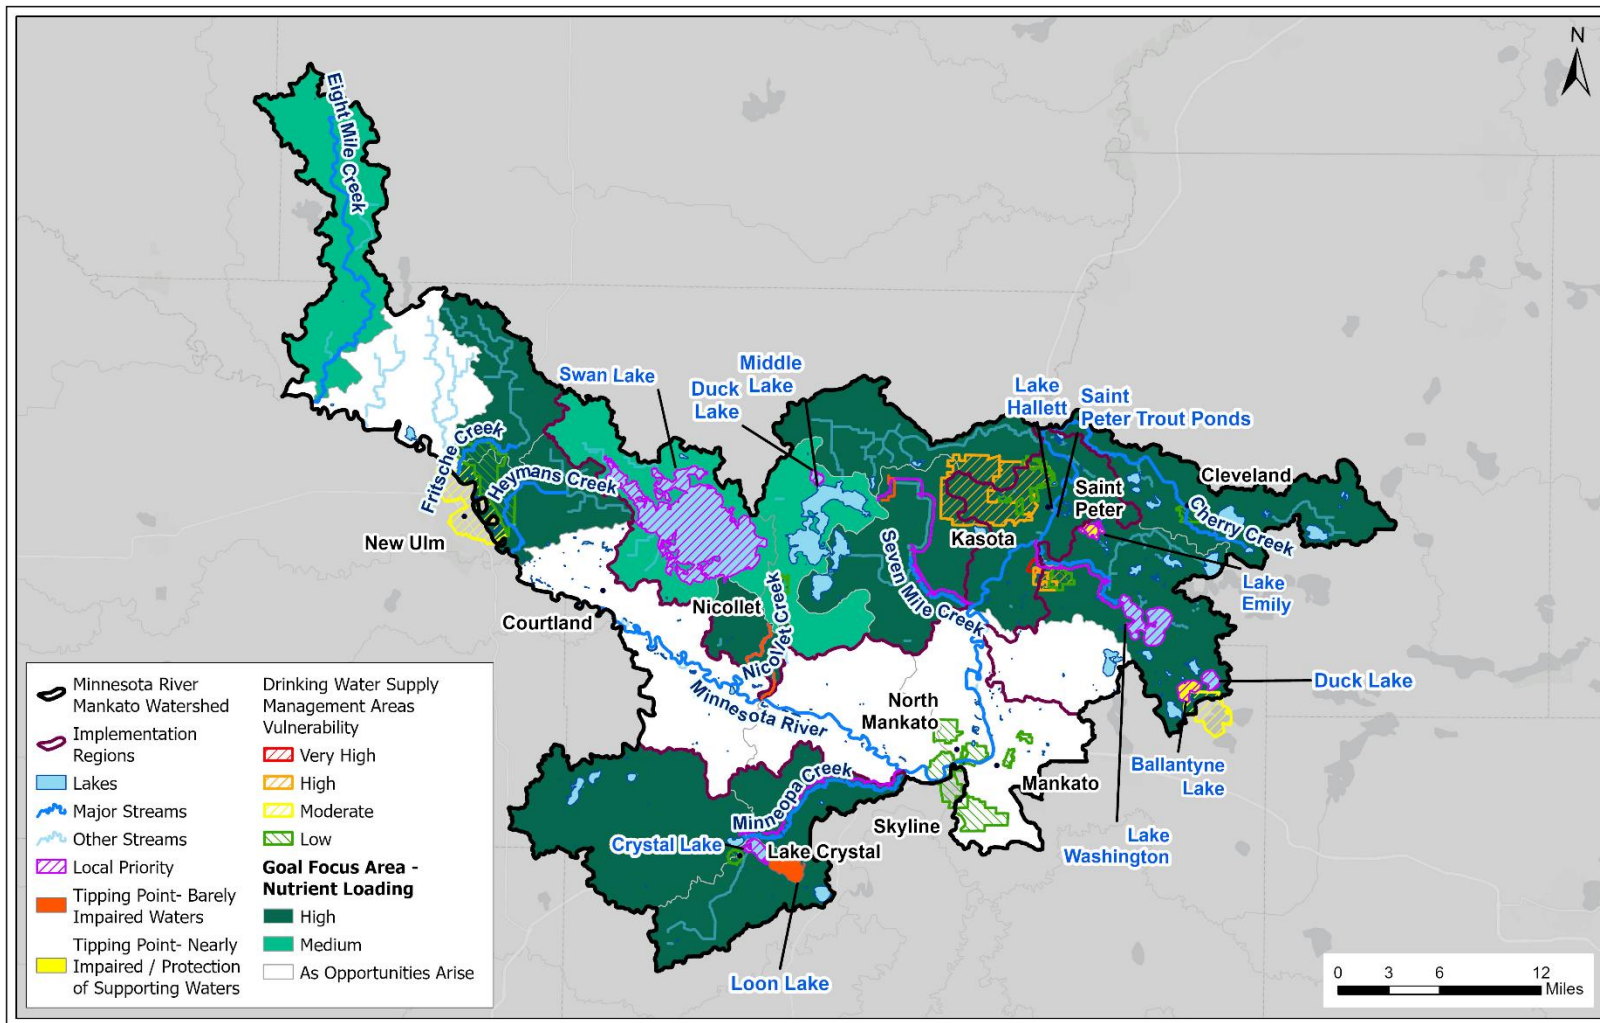 N
Eight Mile Creek
Swan Lake
Middle
Lake
Duck
Lake
Lake
Hallett
Saint
Peter Trout Ponds
Cleveland
Fritsche Creek
Heymans Creek
Saint
Peter
Cherry Creek
New Ulm
Kasota
Seven Mile Creek
Lake
Emily
Courtland
Nicollet
Nicollet Creek
Duck Lake
Minnesota River
North
Mankato
Ballantyne
Lake
Mankato
Minneopa Creek
Skyline
Crystal Lake
Lake Crystal
Lake
Washington
Loon Lake
Minnesota River
Mankato Watershed
Implementation
Regions
Lakes
Major Streams
Other Streams
Local Priority
Tipping Point- Barely
Impaired Waters
Tipping Point- Nearly
Impaired / Protection
of Supporting Waters
Drinking Water Supply
Management Areas
Vulnerability
Very High
High
Moderate
Low
Goal Focus Area -
Nutrient Loading
High
Medium
As Opportunities Arise
0 3 6 12
Miles